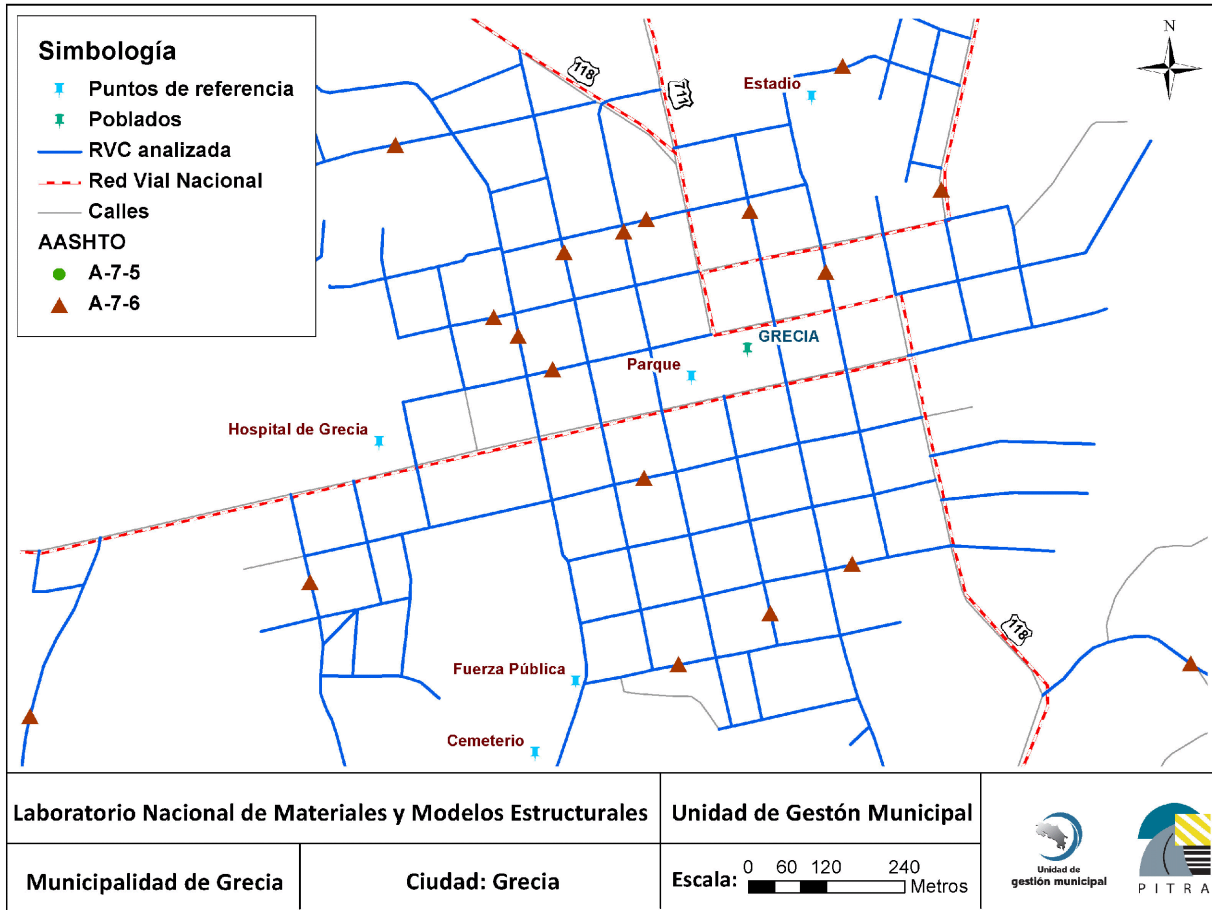 Simbología
Puntos de referencia
Poblados
RVC analizada
Red Vial Nacional
Calles
AASHTO
A-7-5
A-7-6
118
711
Estadio
N
GRECIA
Parque
Hospital de Grecia
118
Fuerza Pública
Cemeterio
Laboratorio Nacional de Materiales y Modelos Estructurales
Unidad de Gestón Municipal
Municipalidad de Grecia
Ciudad: Grecia
Escala:
0 60 120 240
Metros
Unidad de
gestión municipal
PITRA